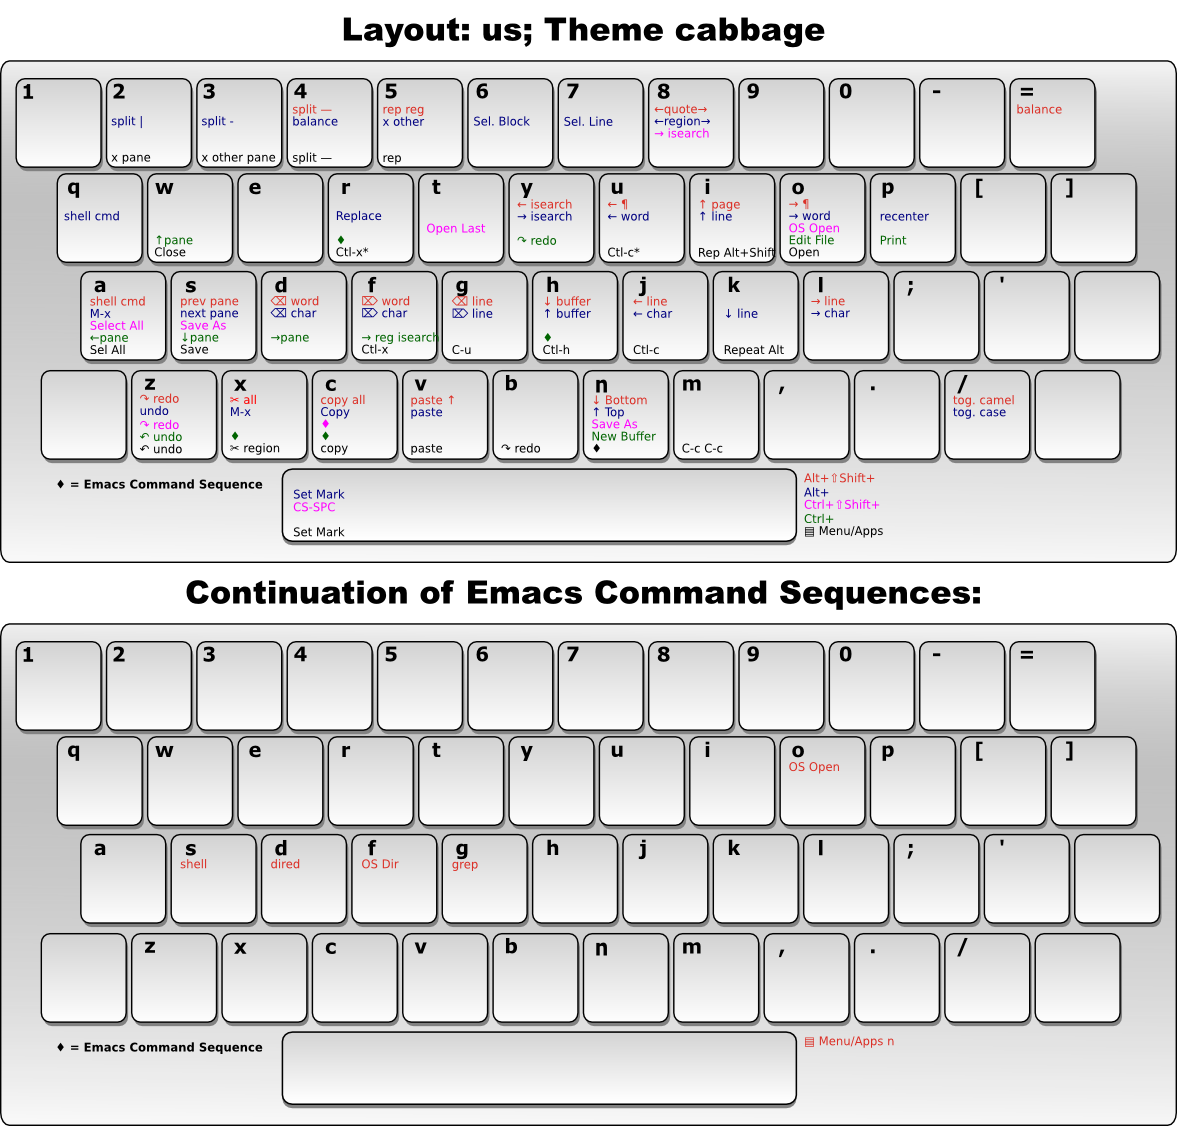 Layout: us; Theme cabbage
1
2
split |
x pane
3
split -
x other pane
4
split —
balance
split —
5
rep reg
x other
rep
6
Sel. Block
7
Sel. Line
8
←quote→
←region→
→ isearch
9
0
-
=
balance
q
shell cmd
w
↑pane
Close
e
r
Replace
♦
Ctl-x*
t
Open Last
y
← isearch
→ isearch
↷ redo
u
← ¶
← word
Ctl-c*
i
↑ page
↑ line
Rep Alt+Shift
o
→ ¶
→ word
OS Open
Edit File
Open
p
recenter
Print
[
]
a
shell cmd
M-x
Select All
←pane
Sel All
s
prev pane
next pane
Save As
↓pane
Save
d
⌫ word
⌫ char
→pane
f
⌦ word
⌦ char
→ reg isearch
Ctl-x
g
⌫ line
⌦ line
C-u
h
↓ buffer
↑ buffer
♦
Ctl-h
j
← line
← char
Ctl-c
k
↓ line
Repeat Alt
l
→ line
→ char
;
'
z
↷ redo
undo
↷ redo
↶ undo
↶ undo
x
✂ all
M-x
♦
✂ region
c
copy all
Copy
♦
♦
copy
v
paste ↑
paste
paste
b
↷ redo
n
↓ Bottom
↑ Top
Save As
New Buffer
♦
m
C-c C-c
,
.
/
tog. camel
tog. case
♦ = Emacs Command Sequence
Set Mark
CS-SPC
Set Mark
Alt+⇧Shift+
Alt+
Ctrl+⇧Shift+
Ctrl+
▤ Menu/Apps
Continuation of Emacs Command Sequences:
1
2
3
4
5
6
7
8
9
0
-
=
q
w
e
r
t
y
u
i
o
OS Open
p
[
]
a
s
shell
d
dired
f
OS Dir
g
grep
h
j
k
l
;
'
z
x
c
v
b
n
m
,
.
/
♦ = Emacs Command Sequence
▤ Menu/Apps n